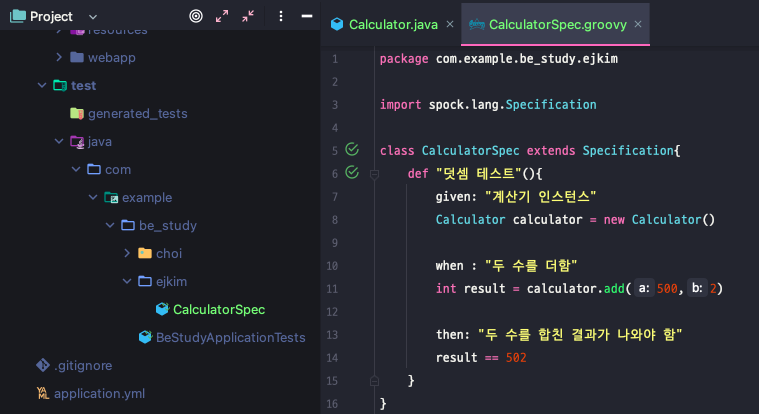 Project
resources
webapp
test
generated_tests
java
com
example
be_study
choi
ejkim
CalculatorSpec
BeStudyApplicationTests
.gitignore
YAML
application.yml
Calculator.java ×
CalculatorSpec.groovy ×
1 package com.example.be_study.ejkim
2
3 import spock.lang.Specification
4
5 class CalculatorSpec extends Specification{
6 def "덧셈 테스트"(){
7 given: "계산기 인스턴스"
8 Calculator calculator = new Calculator()
9
10 when : "두 수를 더함"
11 int result = calculator.add( a: 500, b: 2)
12
13 then: "두 수를 합친 결과가 나와야 함"
14 result == 502
15 }
16 }